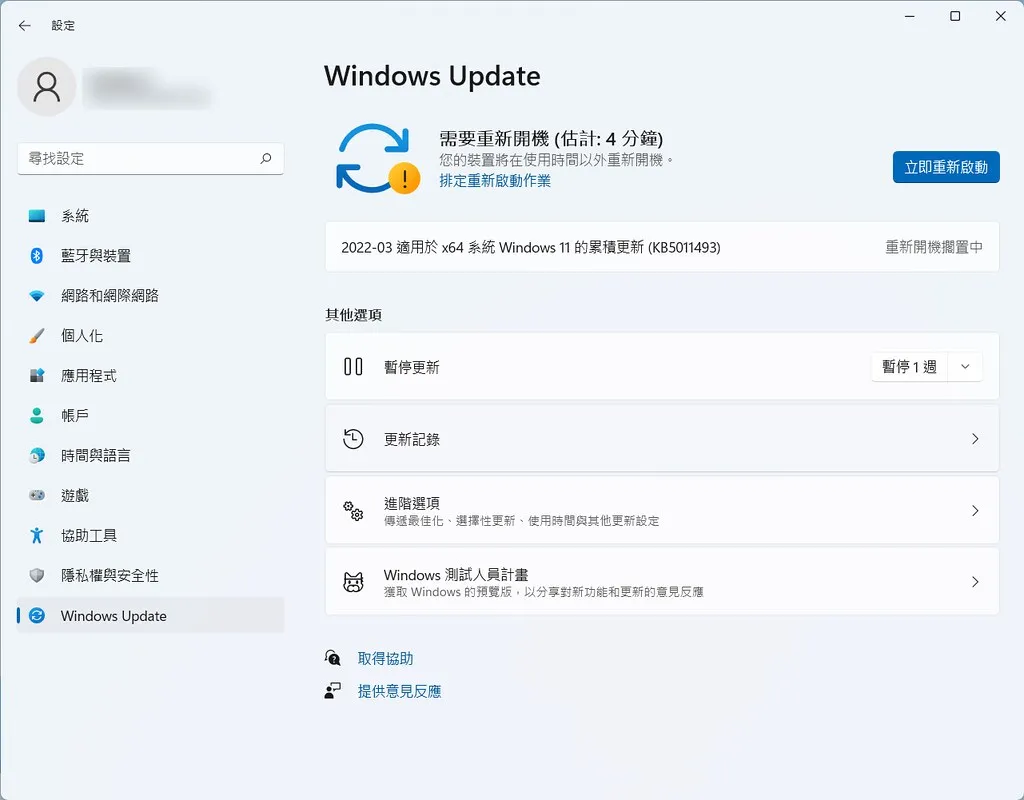 設定
尋找設定
系統
藍牙與裝置
網路和網際網路
個人化
應用程式
帳戶
時間與語言
遊戲
協助工具
隱私權與安全性
Windows Update
Windows Update
需要重新開機 (估計: 4 分鐘)
您的裝置將在使用時間以外重新開機。
排定重新啟動作業
立即重新啟動
2022-03 適用於 x64 系統 Windows 11 的累積更新 (KB5011493)
重新開機擱置中
其他選項
暫停更新
暫停 1 週
更新記錄
進階選項
傳遞最佳化、選擇性更新、使用時間與其他更新設定
Windows 測試人員計畫
獲取 Windows 的預覽版，以分享對新功能和更新的意見反應
取得協助
提供意見反應